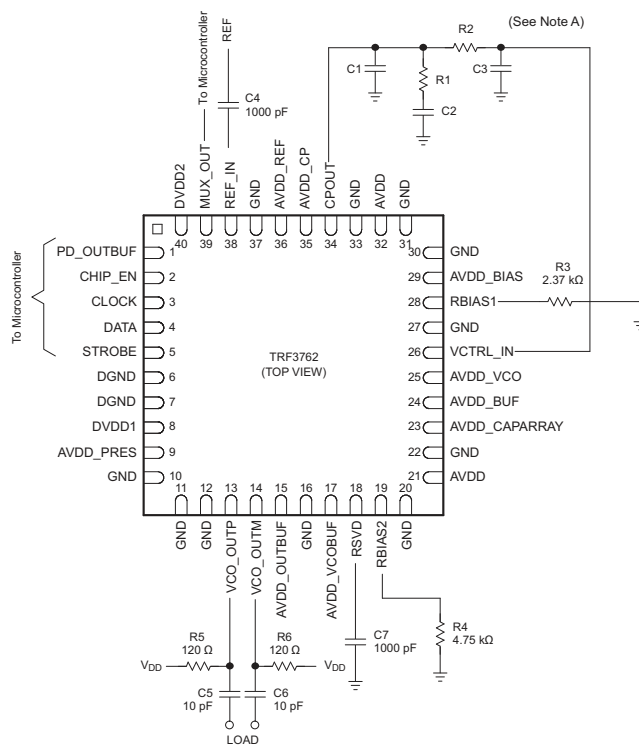 (See Note A)
REF
To Microcontroller
C4
1000 pF
C1
R1
C2
R2
C3
DVDD2
MUX_OUT
REF_IN
GND
AVDD_REF
AVDD_CP
CPOUT
GND
AVDD
GND
40
39
38
37
36
35
34
33
32
31
To Microcontroller
PD_OUTBUF 1
CHIP_EN 2
CLOCK 3
DATA 4
STROBE 5
DGND 6
DGND 7
DVDD1 8
AVDD_PRES 9
GND 10
TRF3762
(TOP VIEW)
30 GND
29 AVDD_BIAS
28 RBIAS1
27 GND
26 VCTRL_IN
25 AVDD_VCO
24 AVDD_BUF
23 AVDD_CAPARRAY
22 GND
21 AVDD
R3
2.37 kΩ
11
12
13
14
15
16
17
18
19
20
GND
GND
VCO_OUTP
VCO_OUTM
AVDD_OUTBUF
GND
AVDD_VCOBUF
RSVD
RBIAS2
GND
R5
120 Ω
R6
120 Ω
VDD
VDD
C5
10 pF
C6
10 pF
LOAD
C7
1000 pF
R4
4.75 kΩ